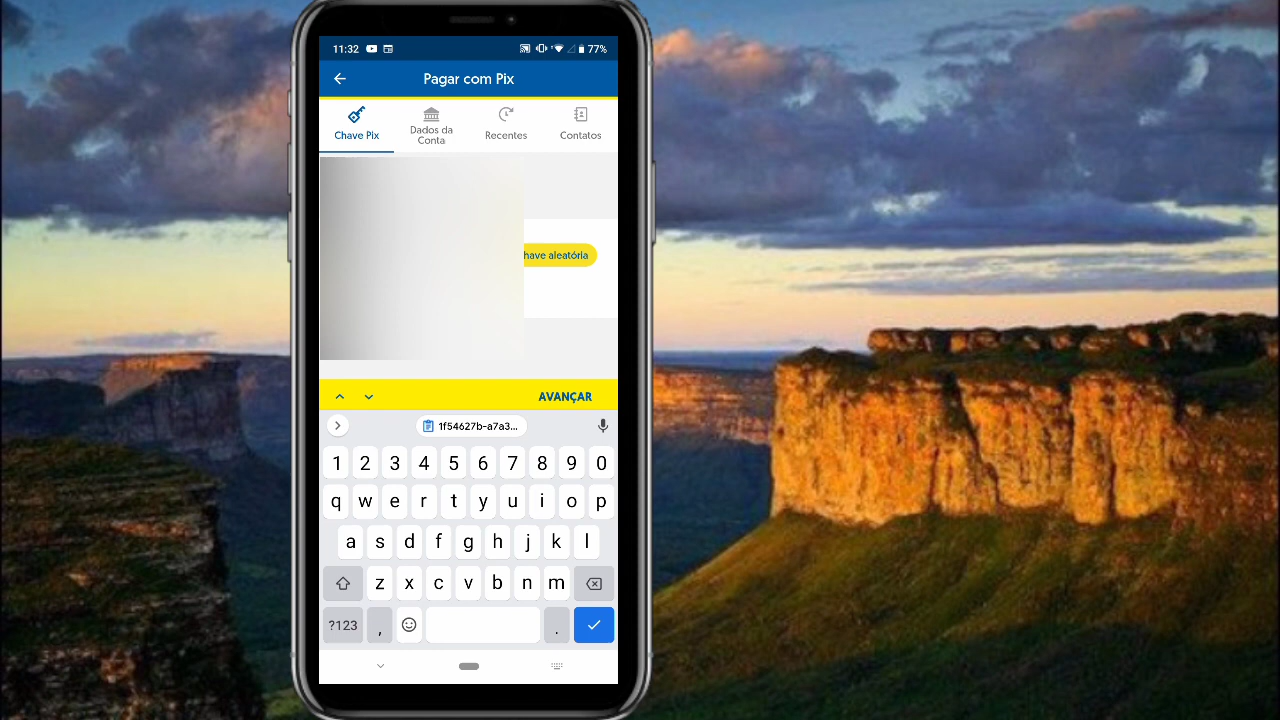 11:32
77%
Pagar com Pix
Chave Pix
Dados da
Conta
Recentes
Contatos
have aleatória
AVANÇAR
1f54627b-a7a3...
1 2 3 4 5 6 7 8 9 0
q w e r t y u i o p
a s d f g h j k l
z x c v b n m
?123 , .